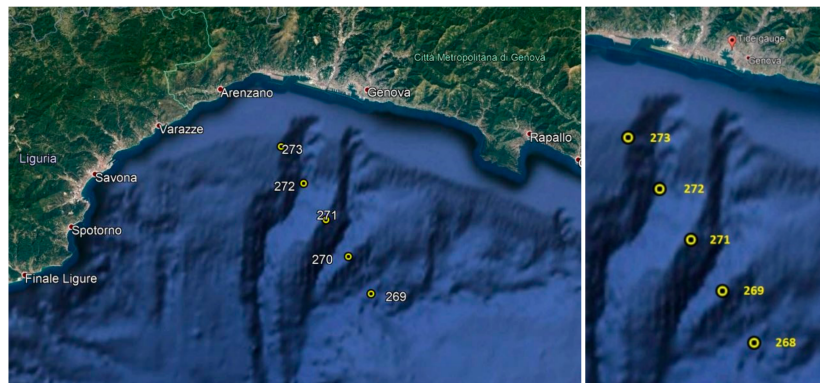 Città Metropolitana di Genova
Arenzano
Genova
Varazze
Rapallo
Liguria
273
Savona
272
271
Spotorno
270
Finale Ligure
269
Tide gauge
Genova
273
272
271
269
268